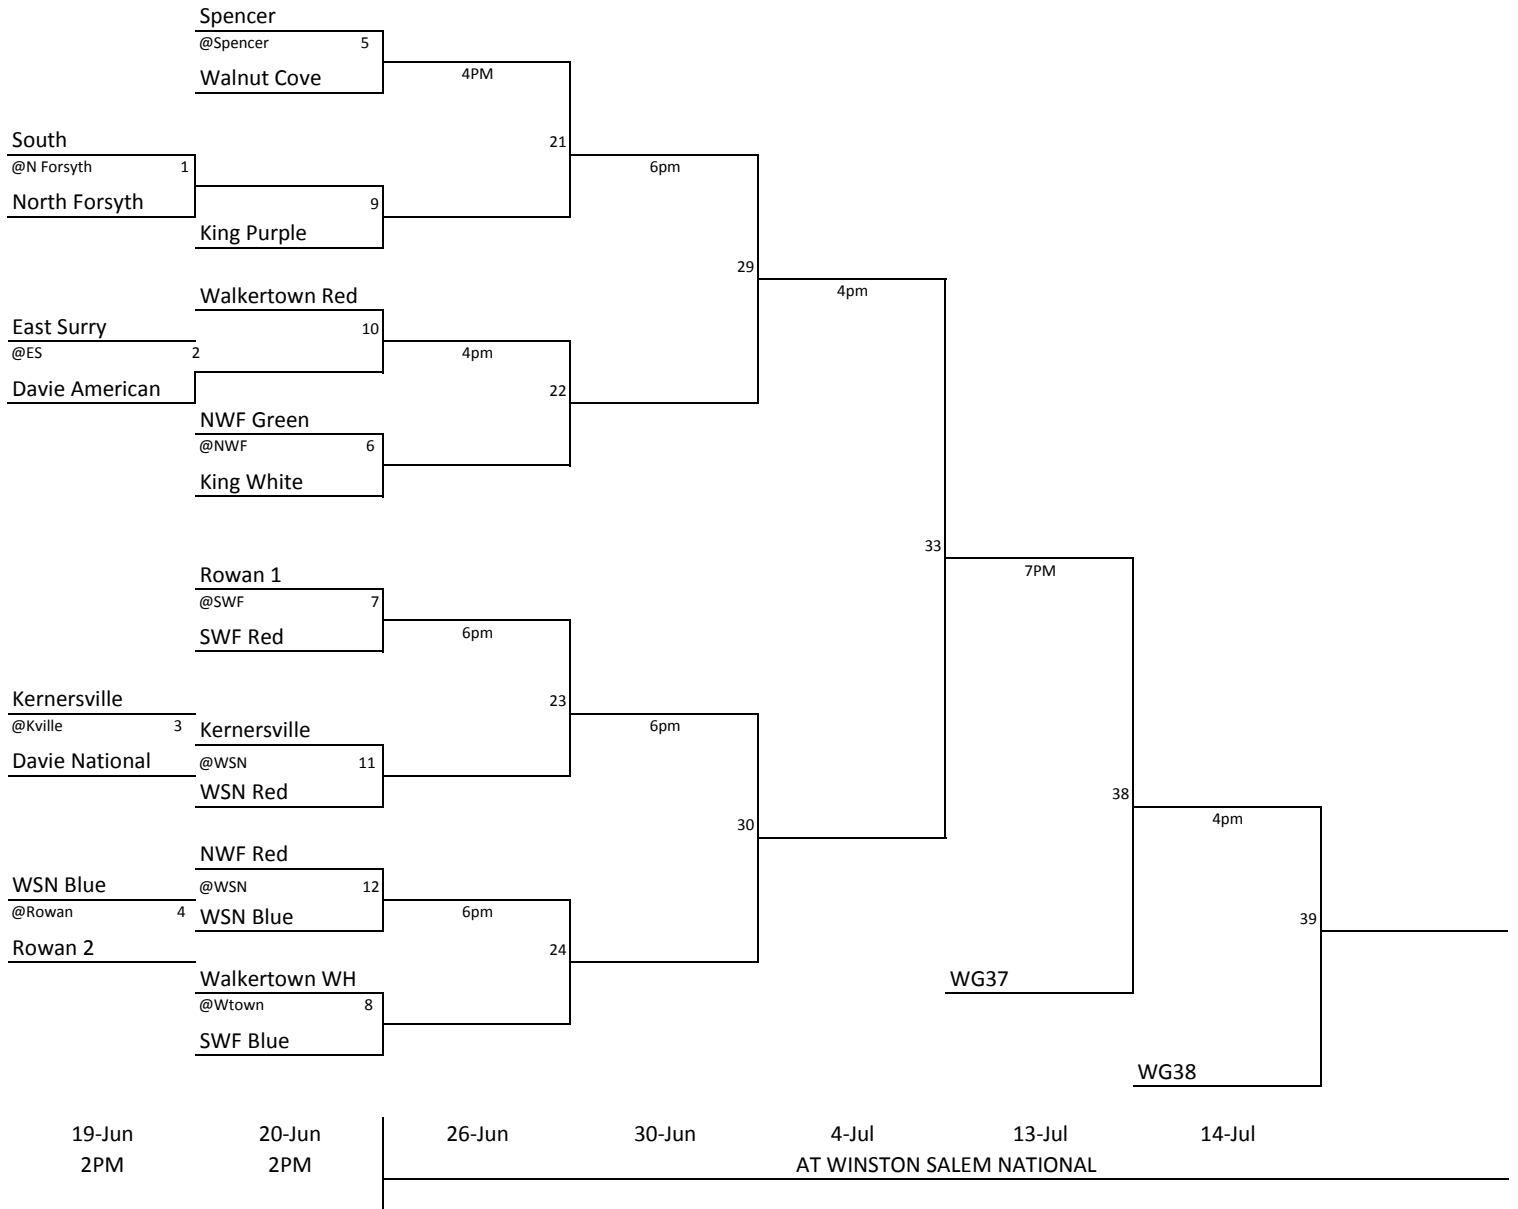 Spencer
@Spencer 5
Walnut Cove
4PM
South
21
@N Forsyth 1
6pm
North Forsyth
9
King Purple
29
Walkertown Red
4pm
East Surry
10
@ES 2
4pm
Davie American
22
NWF Green
@NWF 6
King White
33
Rowan 1
7PM
@SWF 7
SWF Red
6pm
Kernersville
23
@Kville 3
Kernersville
6pm
Davie National
@WSN 11
WSN Red
38
4pm
30
NWF Red
WSN Blue
@WSN 12
@Rowan 4
WSN Blue
6pm
39
Rowan 2
24
Walkertown WH
WG37
@Wtown 8
SWF Blue
WG38
19-Jun 20-Jun 26-Jun 30-Jun 4-Jul 13-Jul 14-Jul
2PM 2PM AT WINSTON SALEM NATIONAL